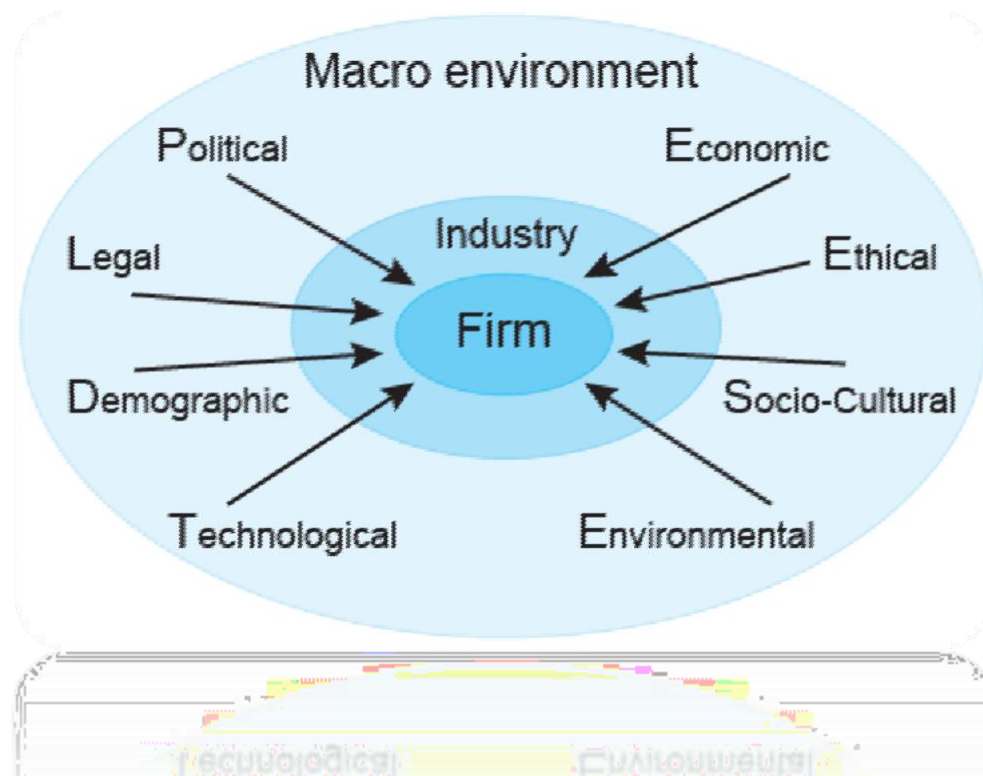 Macro environment
Political
Economic
Industry
Legal
Ethical
Firm
Demographic
Socio-Cultural
Technological
Environmental